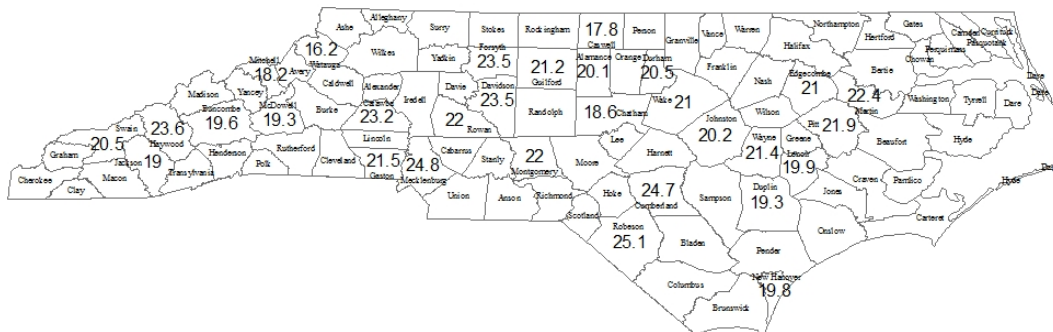 Ashe
Alleghany
Surry
Stokes
Rockingham
17.8
Caswell
Person
Granville
Vance
Warren
Northampton
Gates
Camden
Currituck
Pasquotank
Perquimans
Hertford
Halifax
Chowan
Bertie
16.2
Watauga
Wilkes
Yadkin
Forsyth
23.5
21.2
Guilford
Alamance
20.1
Orange
Durham
20.5
Franklin
Nash
Edgecombe
21
22.4
Martin
Washington
Tyrrell
Dare
Dare
Dare
Mitchell
18.2
Avery
Caldwell
Alexander
Iredell
Davie
Davidson
23.5
Randolph
18.6
Chatham
Wake
21
Wilson
Madison
Yancey
McDowell
19.3
Burke
Catawba
23.2
22
Rowan
Johnston
20.2
Pitt
21.9
Beaufort
Hyde
Buncombe
19.6
Swain
20.5
23.6
Haywood
Graham
Jackson
19
Henderson
Transylvania
Polk
Rutherford
Cleveland
Lincoln
21.5
Gaston
24.8
Mecklenburg
Cabarrus
Stanly
22
Montgomery
Moore
Lee
Harnett
Wayne
21.4
Greene
Lenoir
19.9
Craven
Pamlico
Hyde
Cherokee
Clay
Macon
Union
Anson
Richmond
Scotland
Hoke
24.7
Cumberland
Sampson
Duplin
19.3
Jones
Carteret
Onslow
Robeson
25.1
Bladen
Pender
Columbus
Brunswick
New Hanover
19.8